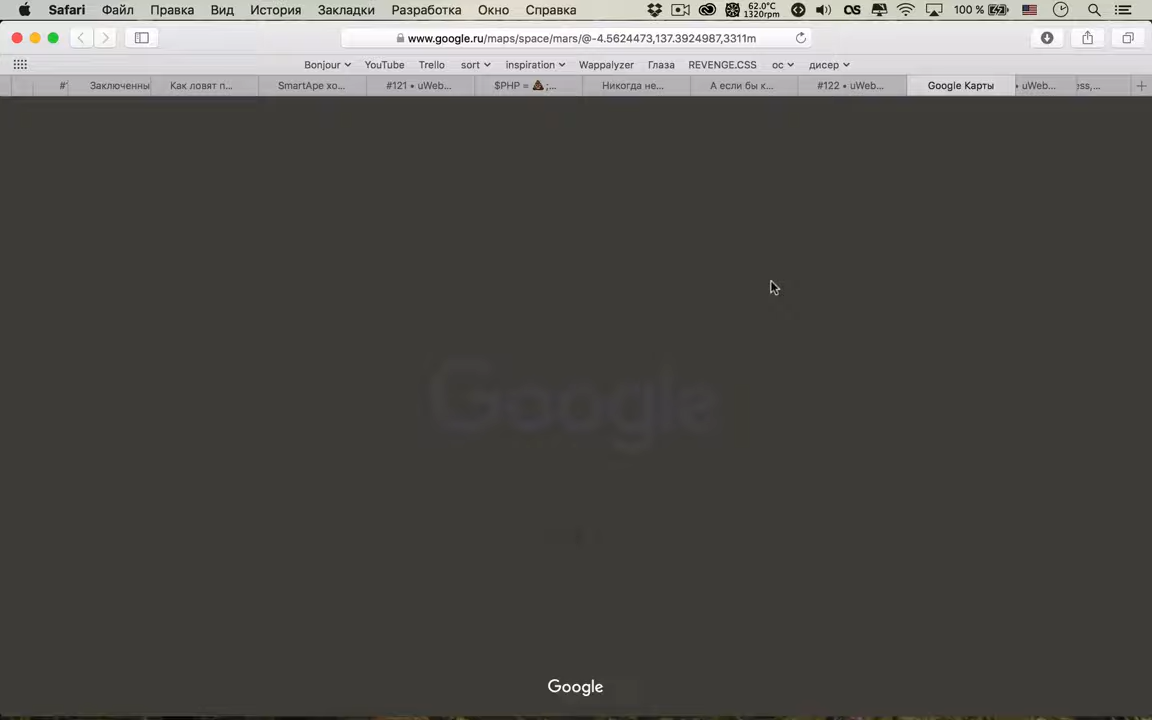 Safari Файл Правка Вид История Закладки Разработка Окно Справка 62.0°C 1320rpm 100 %
www.google.ru/maps/space/mars/@-4.5624473,137.3924987,3311m
Bonjour YouTube Trello sort inspiration Wappalyzer Глаза REVENGE.CSS ос дисер
#' Заключенны Как ловят п... SmartApe хо... #121 • uWeb... $PHP = ;... Никогда не... А если бы к... #122 • uWeb... Google Карты • uWeb... ess,...
Google
Google